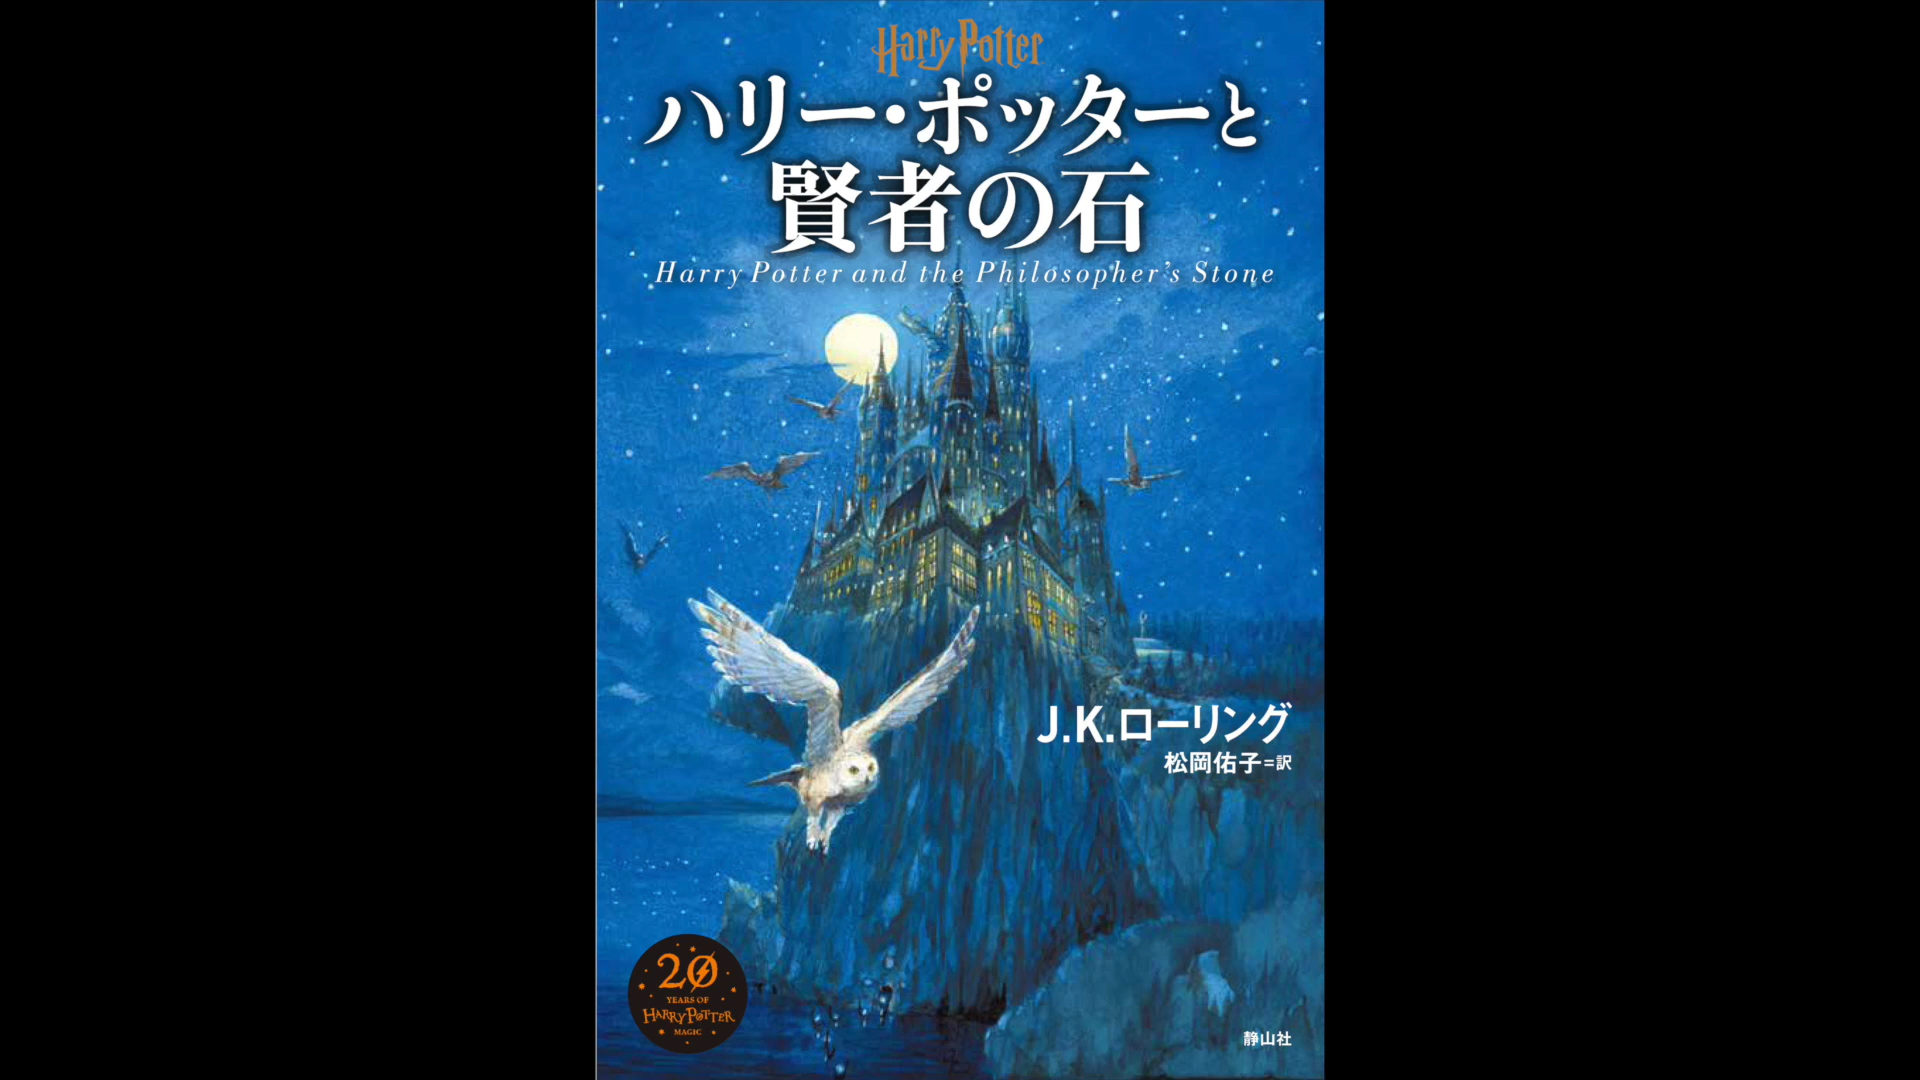 Harry Potter
ハリー・ポッターと
賢者の石
Harry Potter and the Philosopher's Stone
J.K.ローリング
松岡佑子=訳
20
YEARS OF
HARRY POTTER
MAGIC
静山社